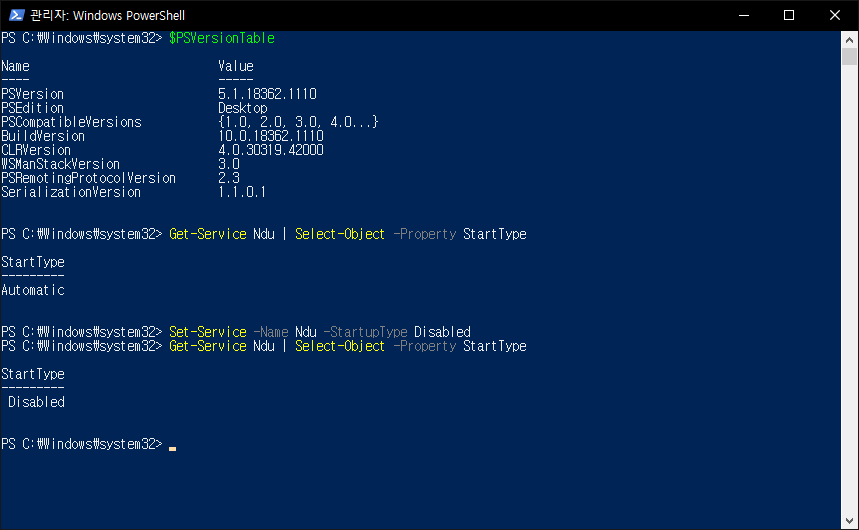 관리자: Windows PowerShell
PS C:₩Windows₩system32> $PSVersionTable
Name Value
---- -----
PSVersion 5.1.18362.1110
PSEdition Desktop
PSCompatibleVersions {1.0, 2.0, 3.0, 4.0...}
BuildVersion 10.0.18362.1110
CLRVersion 4.0.30319.42000
WSManStackVersion 3.0
PSRemotingProtocolVersion 2.3
SerializationVersion 1.1.0.1
PS C:₩Windows₩system32> Get-Service Ndu | Select-Object -Property StartType
StartType
---------
Automatic
PS C:₩Windows₩system32> Set-Service -Name Ndu -StartupType Disabled
PS C:₩Windows₩system32> Get-Service Ndu | Select-Object -Property StartType
StartType
---------
Disabled
PS C:₩Windows₩system32>